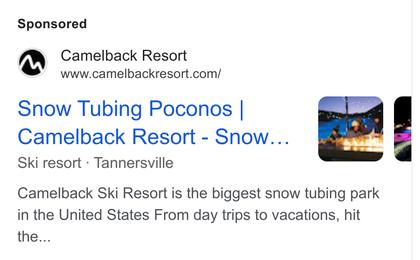 Sponsored
Camelback Resort
www.camelbackresort.com/
Snow Tubing Poconos |
Camelback Resort - Snow...
Ski resort · Tannersville
Camelback Ski Resort is the biggest snow tubing park
in the United States From day trips to vacations, hit
the...